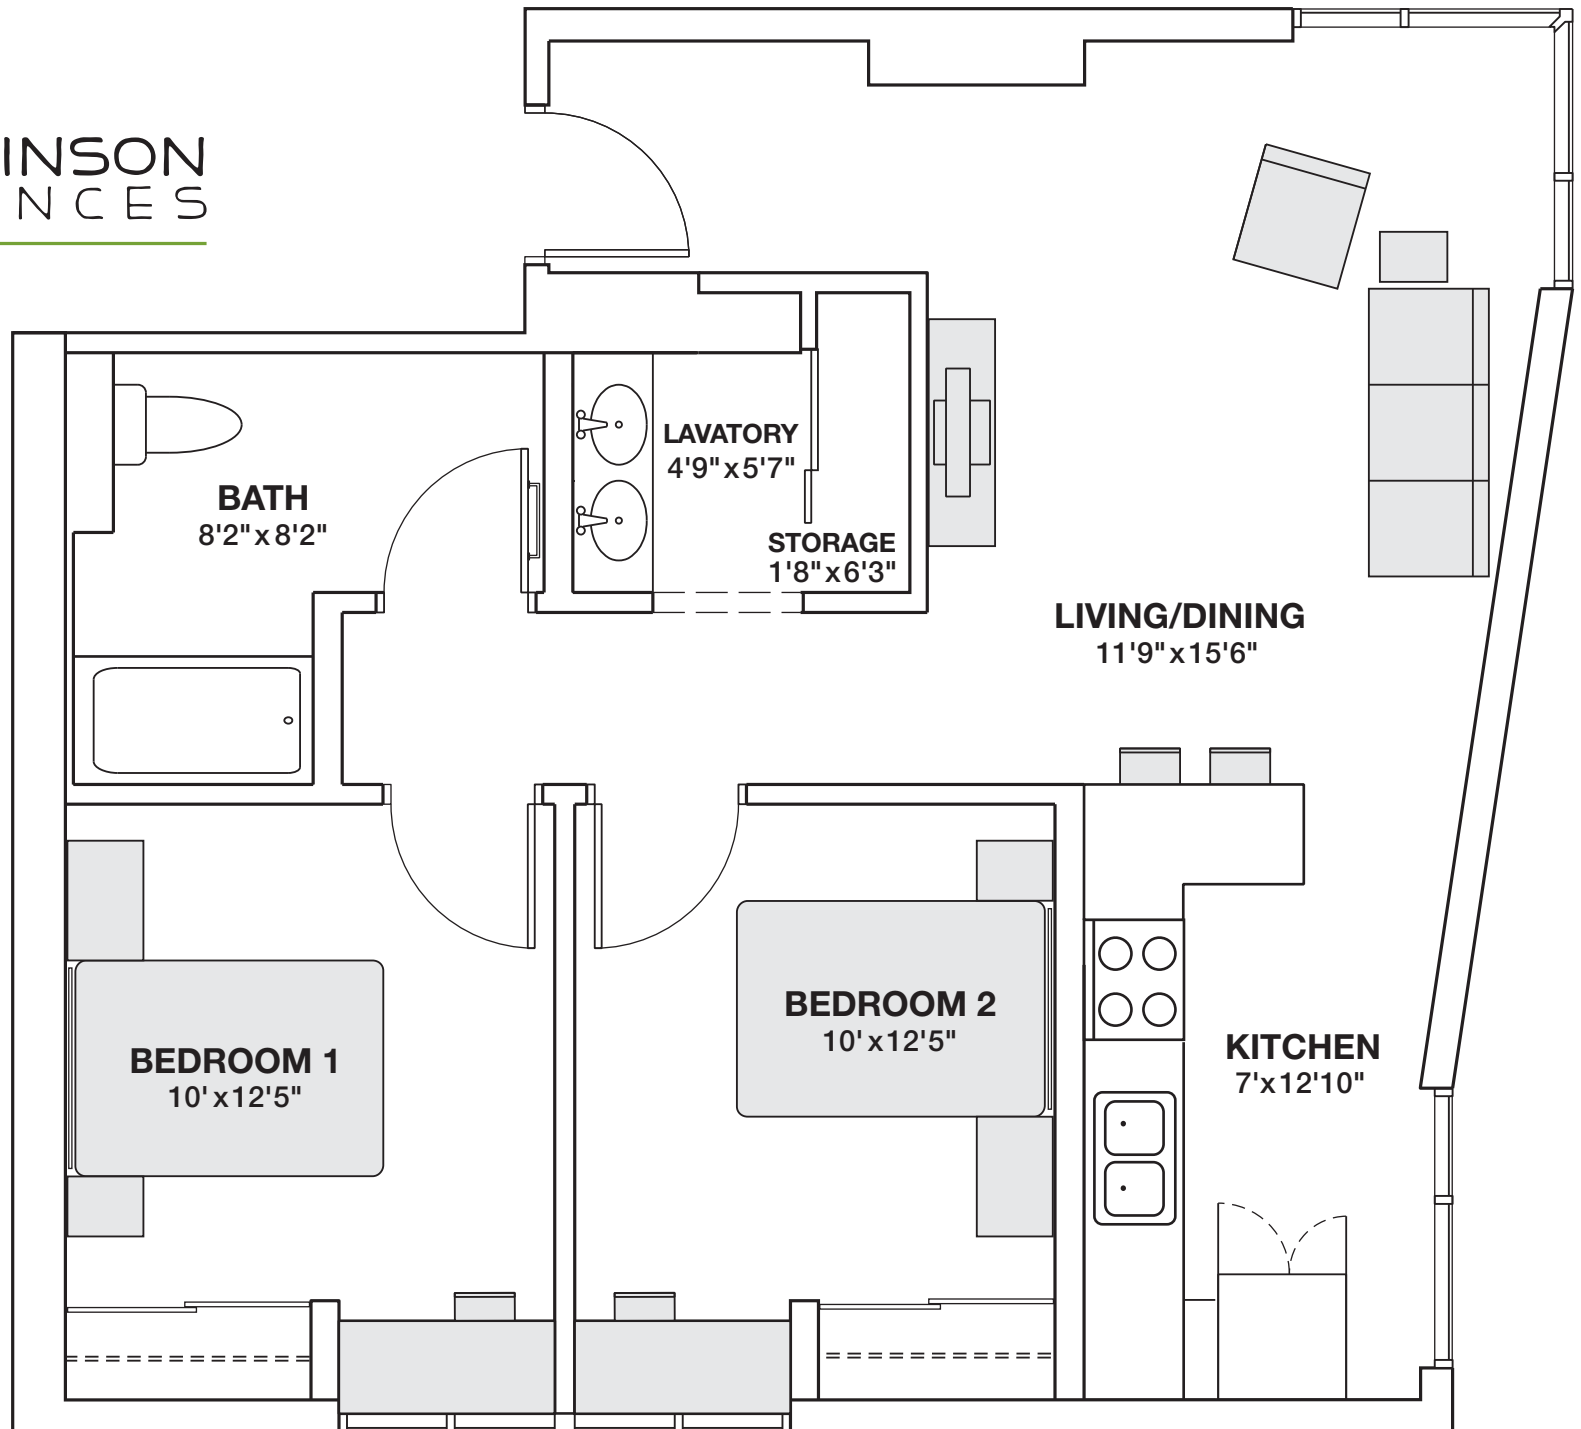 INSON
NCES
LAVATORY
4'9"x5'7"
BATH
8'2"x8'2"
STORAGE
1'8"x6'3"
LIVING/DINING
11'9"x15'6"
BEDROOM 2
10'x12'5"
BEDROOM 1
10'x12'5"
KITCHEN
7'x12'10"